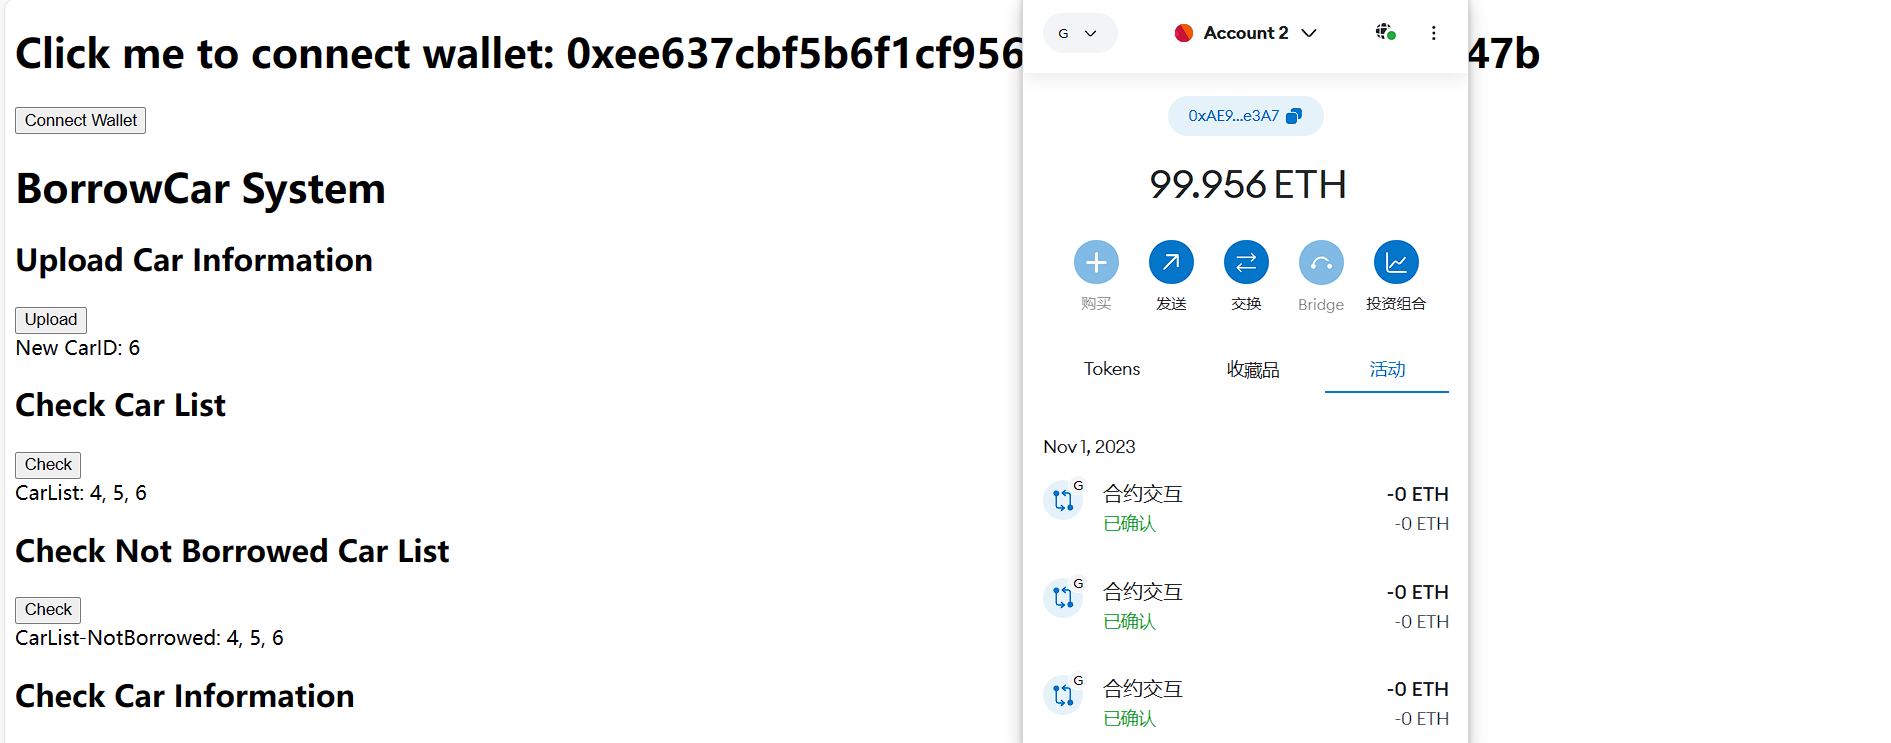 Click me to connect wallet: 0xee637cbf5b6f1cf956 47b
Connect Wallet
BorrowCar System
Upload Car Information
Upload
New CarID: 6
Check Car List
Check
CarList: 4, 5, 6
Check Not Borrowed Car List
Check
CarList-NotBorrowed: 4, 5, 6
Check Car Information
G
Account 2
0xAE9...e3A7
99.956 ETH
购买 发送 交换 Bridge 投资组合
Tokens 收藏品 活动
Nov 1, 2023
G 合约交互 -0 ETH
已确认 -0 ETH
G 合约交互 -0 ETH
已确认 -0 ETH
G 合约交互 -0 ETH
已确认 -0 ETH